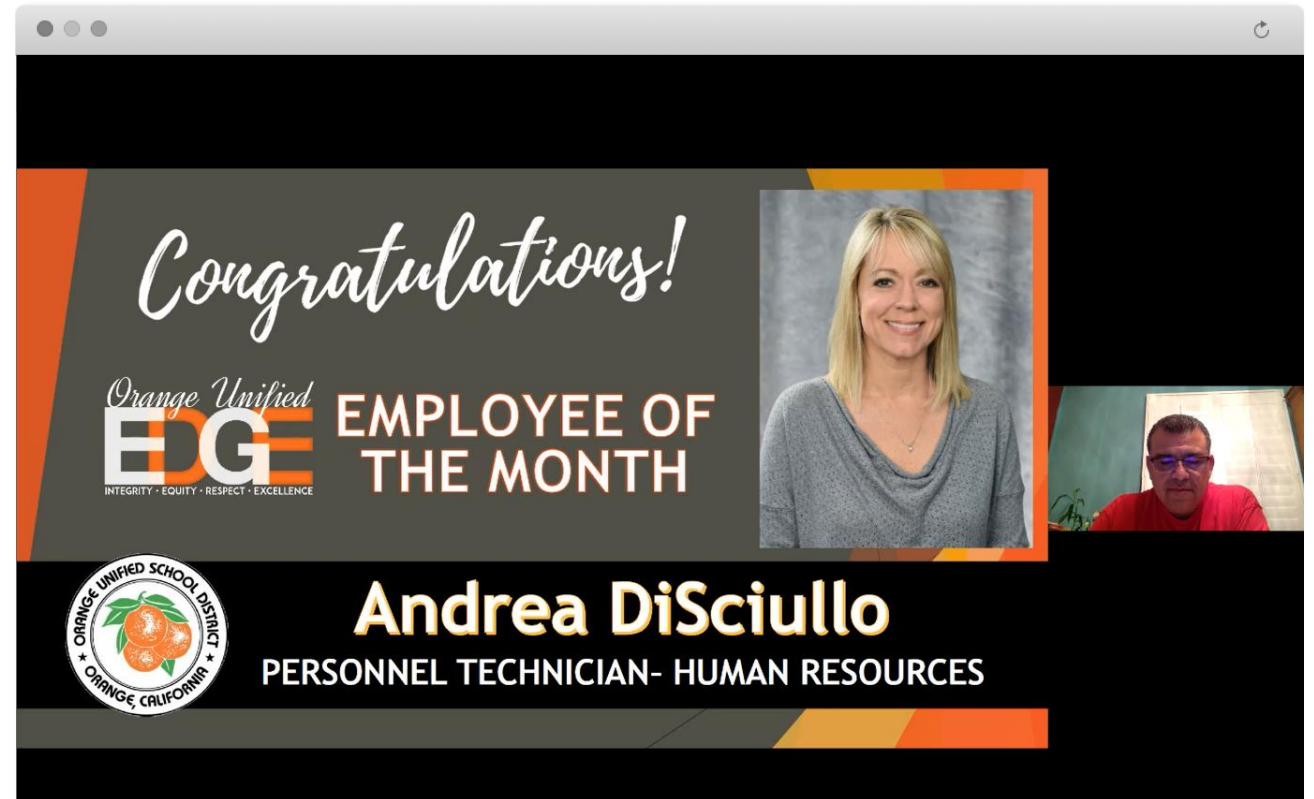 Congratulations!
Orange Unified
EDGE
INTEGRITY • EQUITY • RESPECT • EXCELLENCE
EMPLOYEE OF
THE MONTH
ORANGE UNIFIED SCHOOL DISTRICT
ORANGE, CALIFORNIA
Andrea DiSciullo
PERSONNEL TECHNICIAN- HUMAN RESOURCES